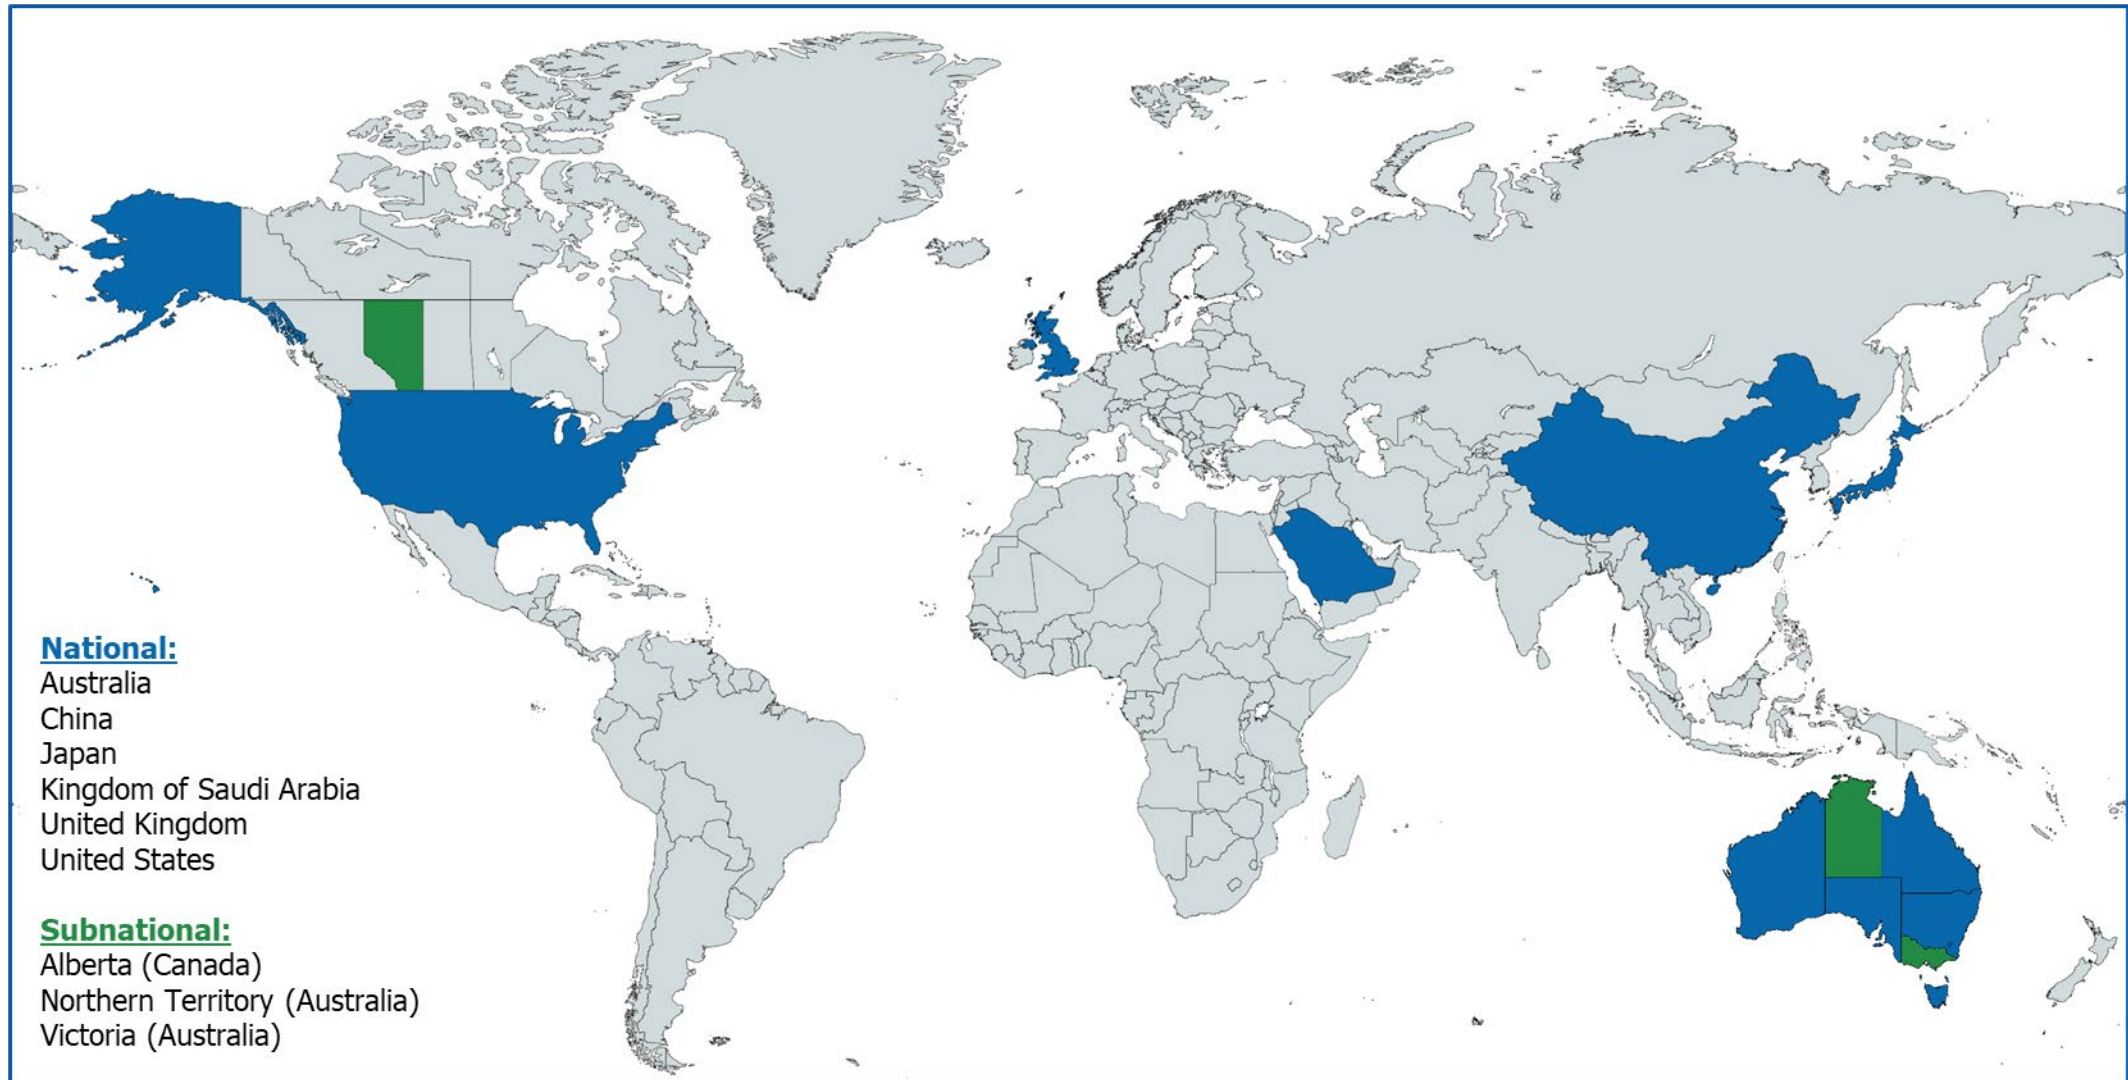 National:
Australia
China
Japan
Kingdom of Saudi Arabia
United Kingdom
United States
Subnational:
Alberta (Canada)
Northern Territory (Australia)
Victoria (Australia)